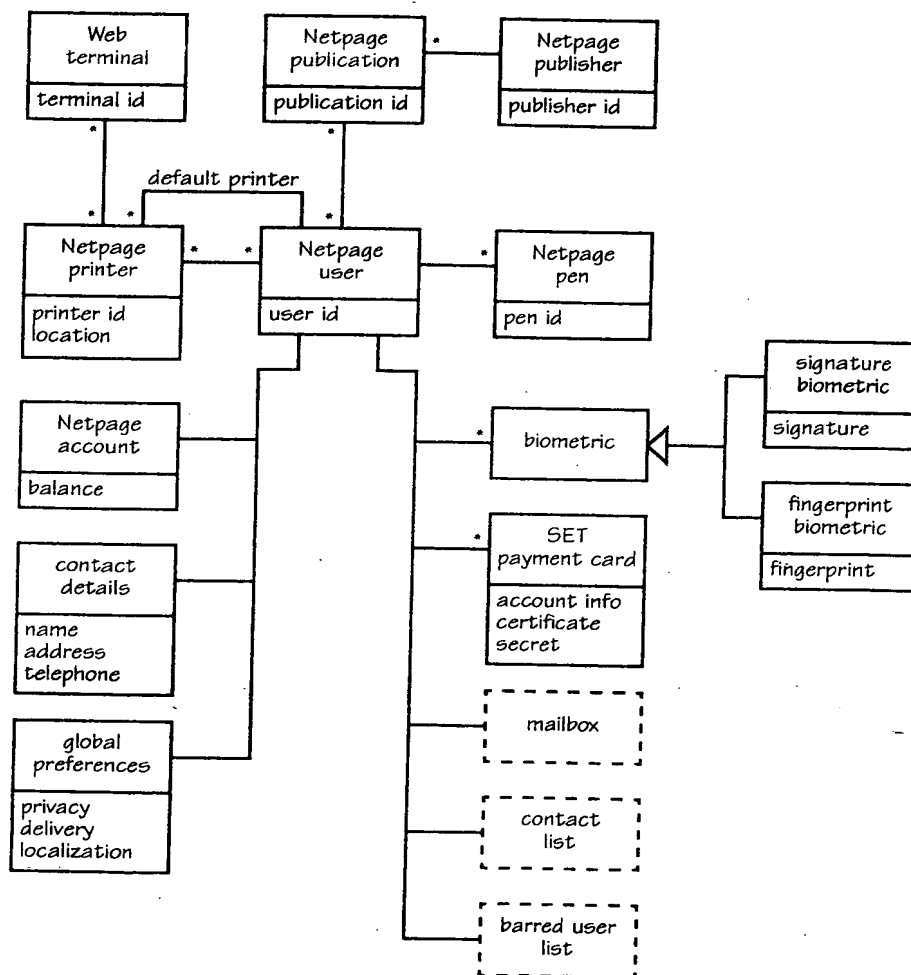 Web
terminal
terminal id
Netpage
publication
publication id
*
Netpage
publisher
publisher id
*
*
default printer
*
*
*
Netpage
printer
printer id
location
*
*
Netpage
user
user id
*
Netpage
pen
pen id
Netpage
account
balance
*
biometric
signature
biometric
signature
fingerprint
biometric
fingerprint
contact
details
name
address
telephone
*
SET
payment card
account info
certificate
secret
global
preferences
privacy
delivery
localization
mailbox
contact
list
barred user
list